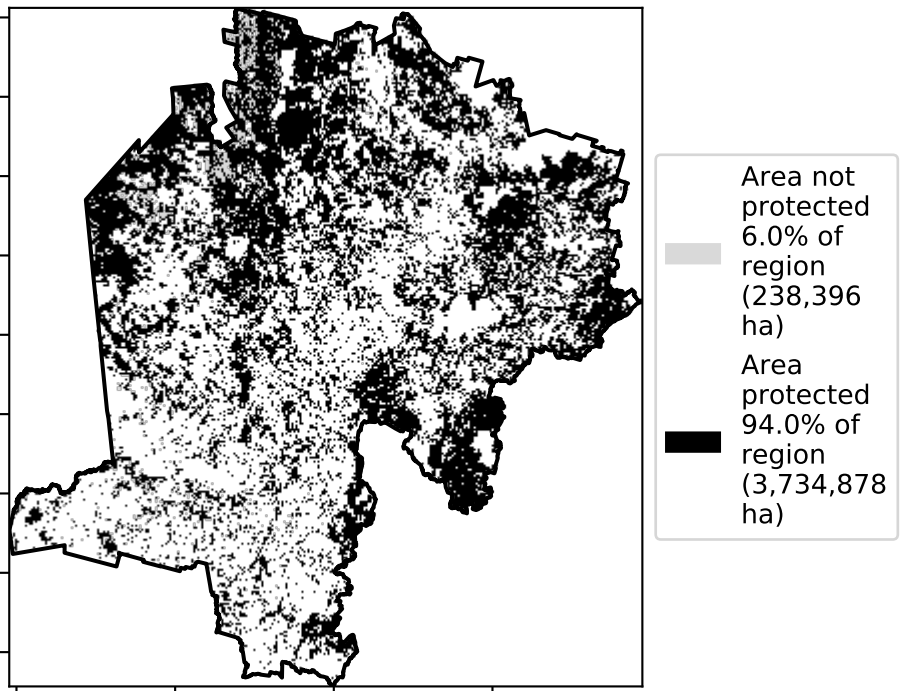 Area not
protected
6.0% of
region
(238,396
ha)
Area
protected
94.0% of
region
(3,734,878
ha)